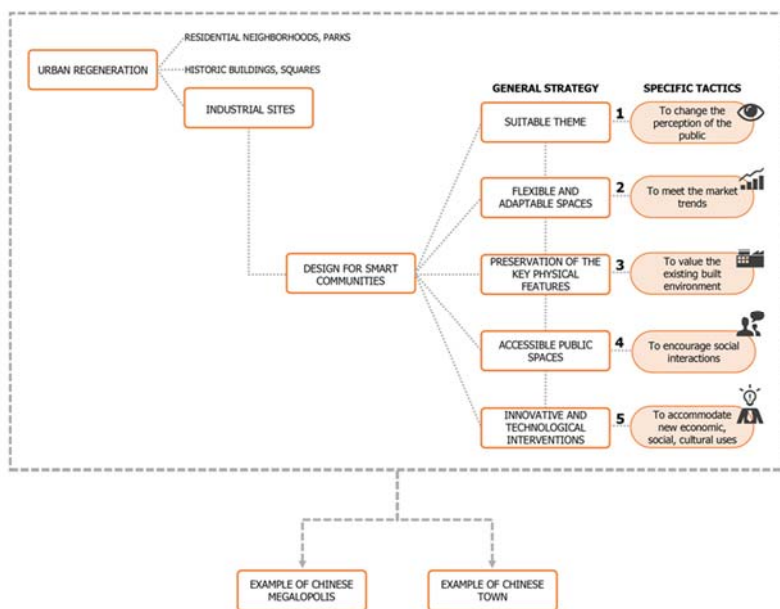 RESIDENTIAL NEIGHBORHOODS, PARKS
URBAN REGENERATION
HISTORIC BUILDINGS, SQUARES
INDUSTRIAL SITES
GENERAL STRATEGY
SPECIFIC TACTICS
SUITABLE THEME
1
To change the
perception of the
public
FLEXIBLE AND
ADAPTABLE SPACES
2
To meet the market
trends
DESIGN FOR SMART
COMMUNITIES
PRESERVATION OF THE
KEY PHYSICAL
FEATURES
3
To value the
existing built
environment
ACCESSIBLE PUBLIC
SPACES
4
To encourage social
interactions
INNOVATIVE AND
TECHNOLOGICAL
INTERVENTIONS
5
To accommodate
new economic,
social, cultural uses
EXAMPLE OF CHINESE
MEGALOPOLIS
EXAMPLE OF CHINESE
TOWN